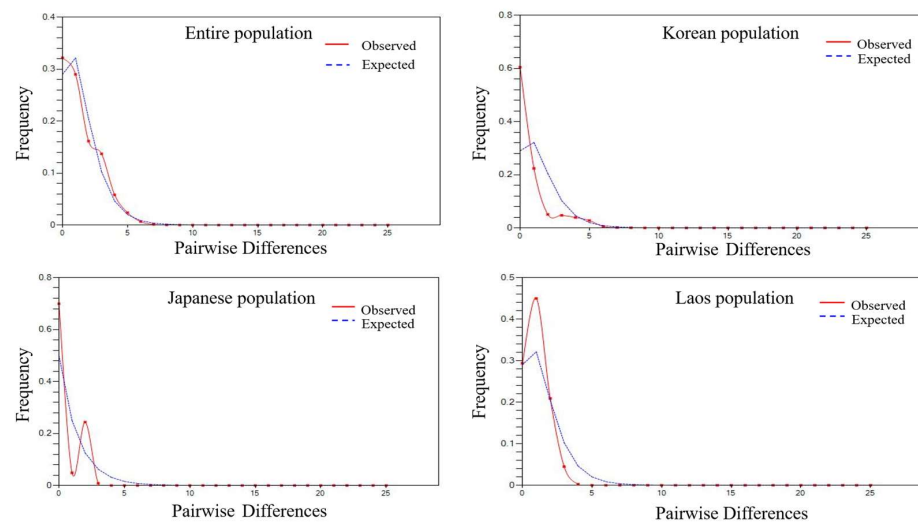 Entire population
Observed
Expected
Frequency
0.4
0.3
0.2
0.1
0
0
5
10
15
20
25
Pairwise Differences
Korean population
Observed
Expected
Frequency
0.8
0.6
0.4
0.2
0
0
5
10
15
20
25
Pairwise Differences
Japanese population
Observed
Expected
Frequency
0.8
0.6
0.4
0.2
0
0
5
10
15
20
25
Pairwise Differences
Laos population
Observed
Expected
Frequency
0.5
0.4
0.3
0.2
0.1
0
0
5
10
15
20
25
Pairwise Differences